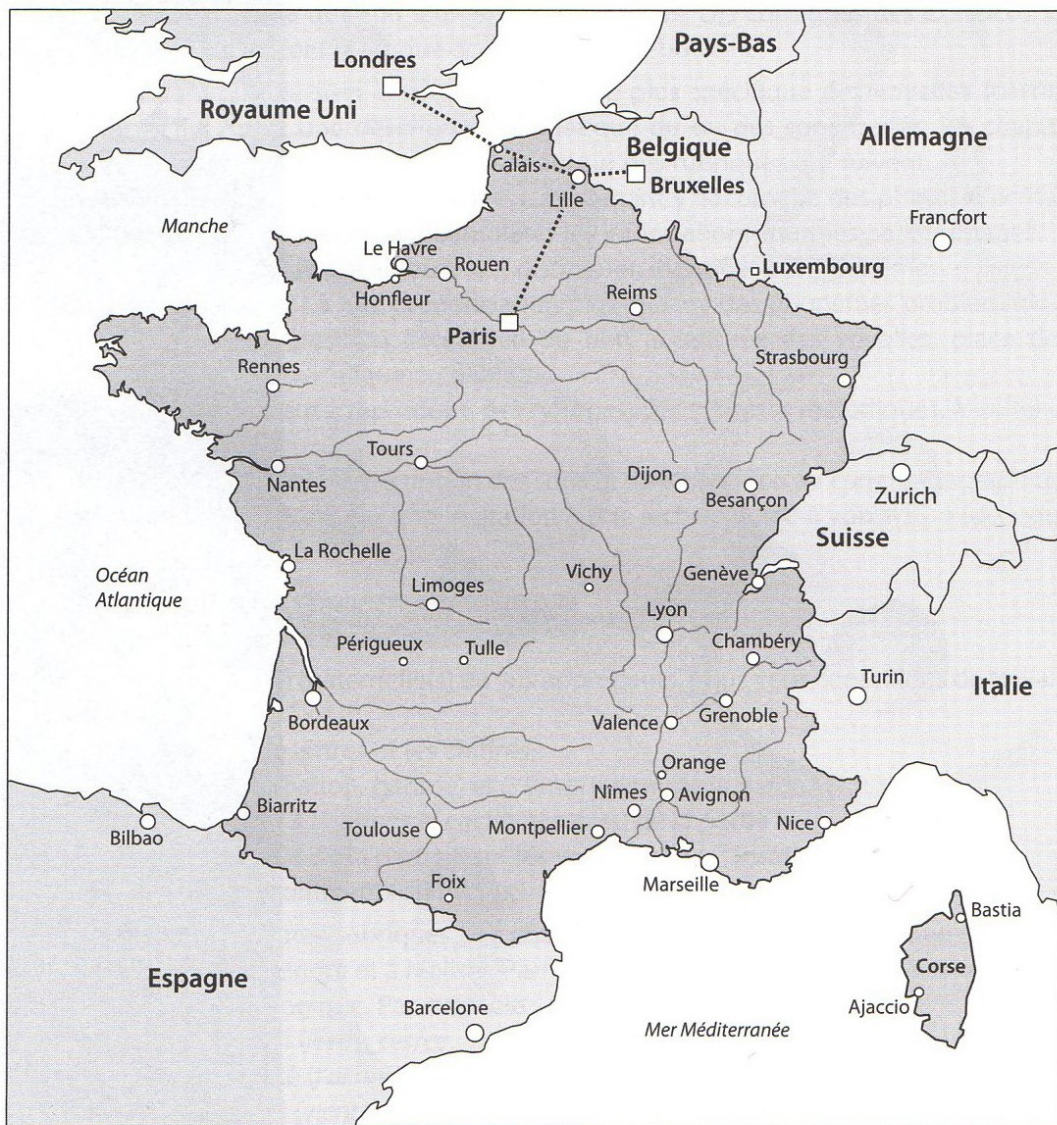 Pays-Bas
Londres
Royaume Uni
Allemagne
Belgique
Calais
Bruxelles
Lille
Manche
Francfort
Le Havre
Rouen
Luxembourg
Honfleur
Reims
Paris
Strasbourg
Rennes
Tours
Dijon
Nantes
Besançon
Zurich
Suisse
La Rochelle
Océan
Atlantique
Vichy
Genève
Limoges
Lyon
Périgueux
Tulle
Chambéry
Turin
Italie
Bordeaux
Valence
Grenoble
Orange
Nîmes
Avignon
Biarritz
Bilbao
Toulouse
Montpellier
Nice
Marseille
Foix
Bastia
Espagne
Corse
Barcelone
Ajaccio
Mer Méditerranée